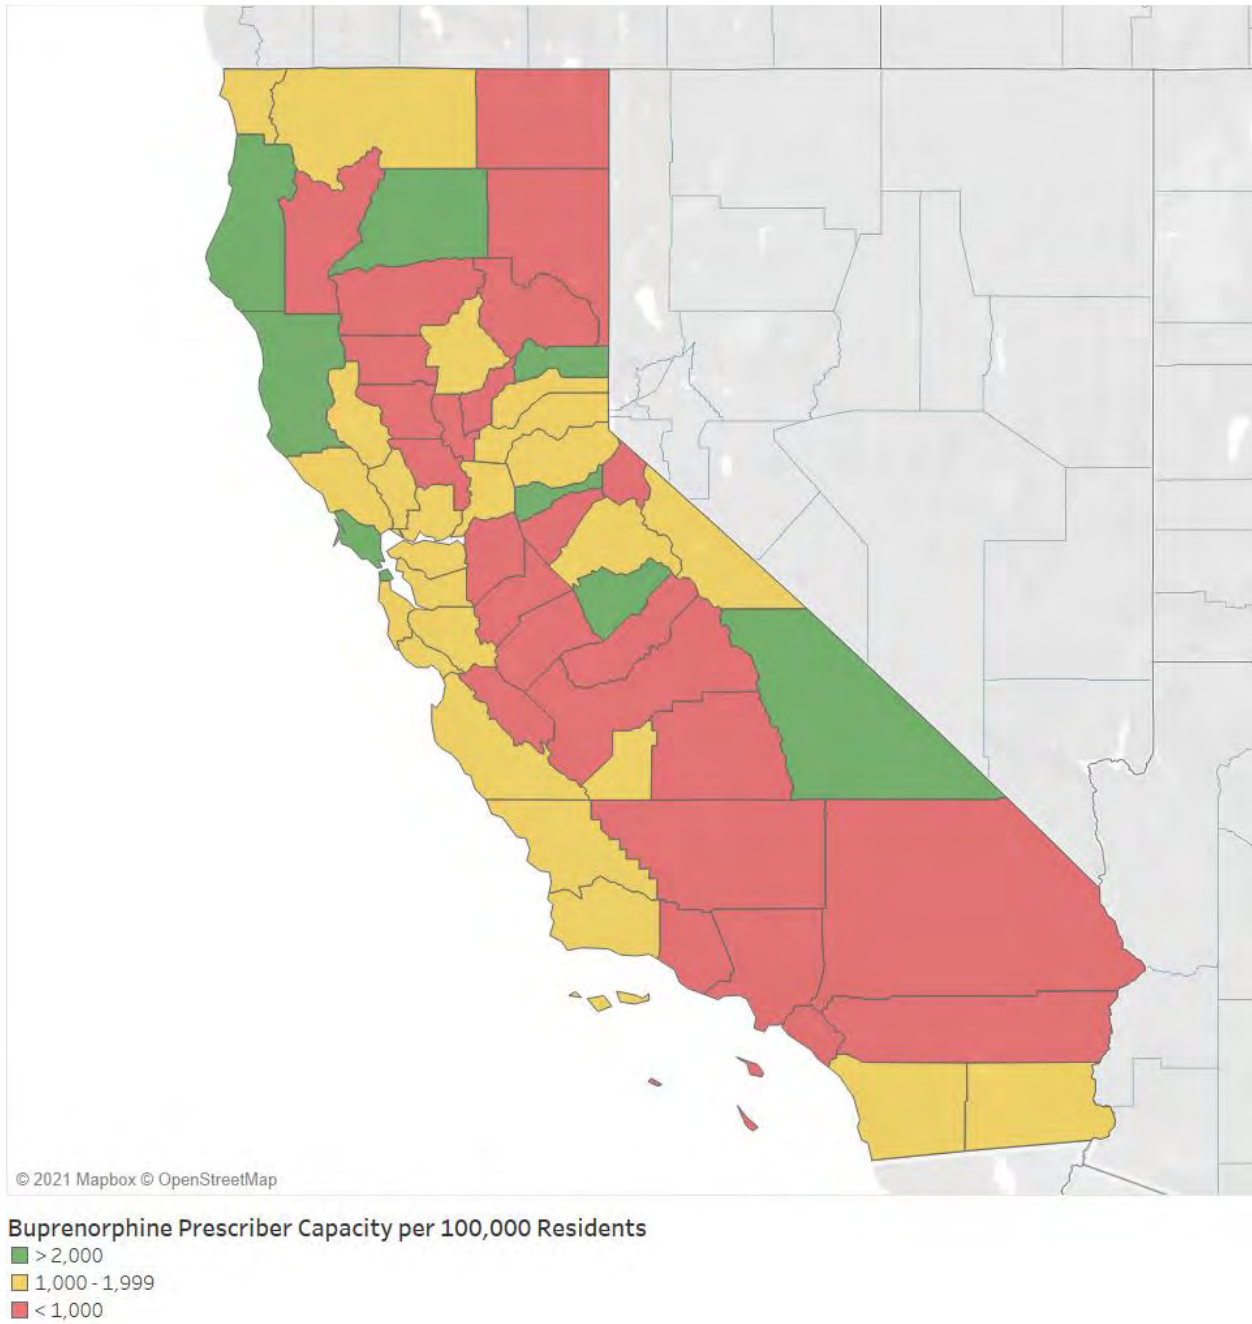 © 2021 Mapbox © OpenStreetMap
Buprenorphine Prescriber Capacity per 100,000 Residents
> 2,000
1,000 - 1,999
< 1,000